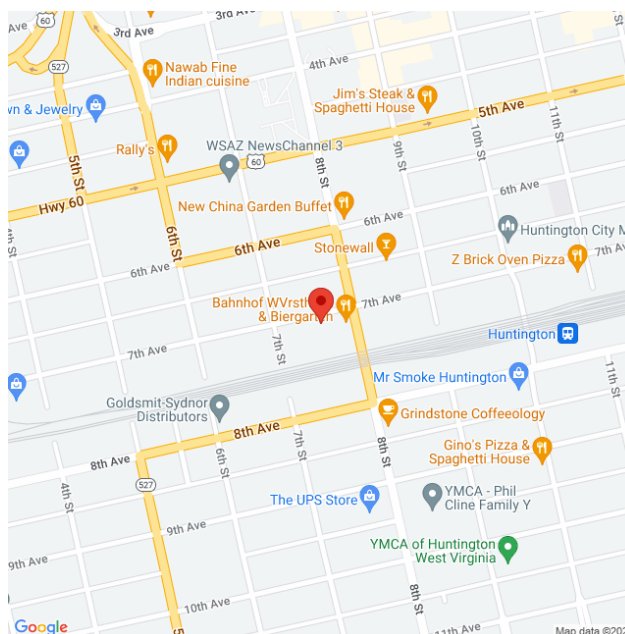 60
3rd Ave
3rd Ave
527
Nawab Fine
Indian cuisine
4th Ave
Jim's Steak &
Spaghetti House
5th Ave
11th St
10th St
9th St
8th St
wn & Jewelry
5th St
Rally's
WSAZ NewsChannel 3
60
Hwy 60
4th St
6th St
New China Garden Buffet
6th Ave
6th Ave
6th Ave
6th Ave
Stonewall
Huntington City M
Z Brick Oven Pizza
7th Ave
Bahnhof WVrsth
& Biergarten
7th Ave
7th Ave
7th St
Huntington
Mr Smoke Huntington
11th St
Goldsmit-Sydnor
Distributors
Grindstone Coffeeology
8th Ave
8th Ave
7th St
6th St
8th St
Gino's Pizza &
Spaghetti House
4th St
527
The UPS Store
YMCA - Phil
Cline Family Y
9th Ave
9th Ave
YMCA of Huntington
West Virginia
8th St
10th Ave
5
Google
Map data ©202